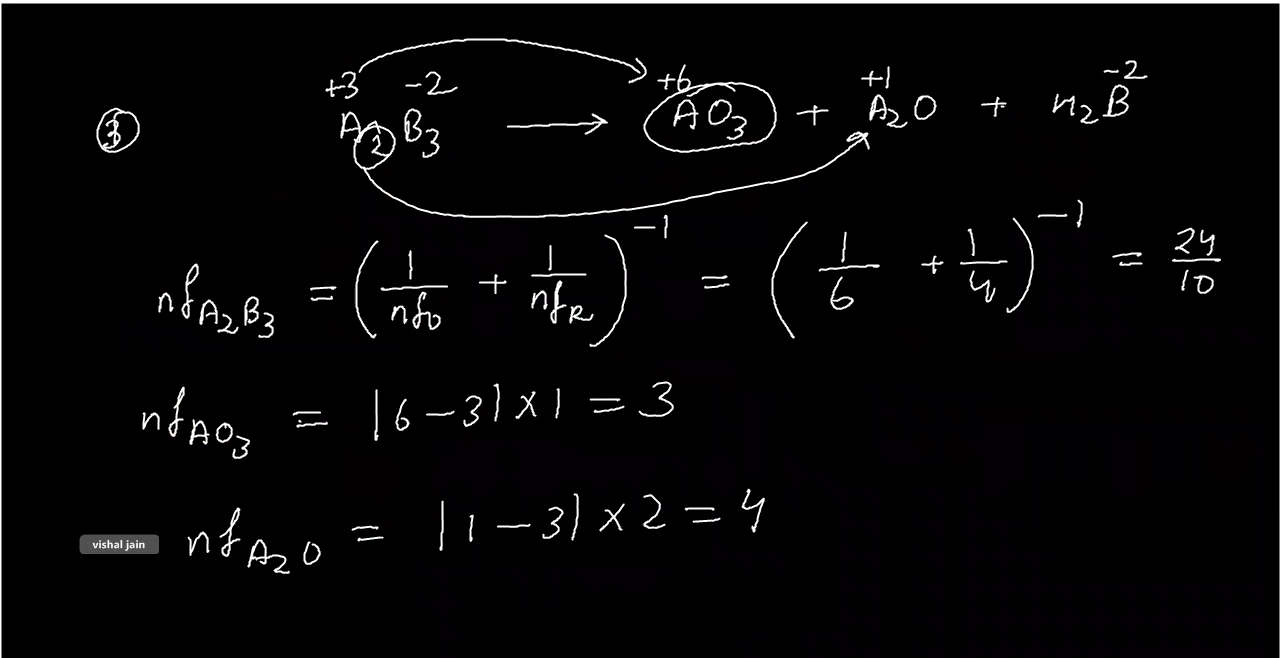 ③ +3 -2 +6 +1 -2
A₂B₃ → AO₃ + A₂O + H₂B
nf_A₂B₃ = (1/nf_O + 1/nf_R)⁻¹ = (1/6 + 1/4)⁻¹ = 24/10
nf_AO₃ = |6-3|×1 = 3
nf_A₂O = |1-3|×2 = 4
vishal jain